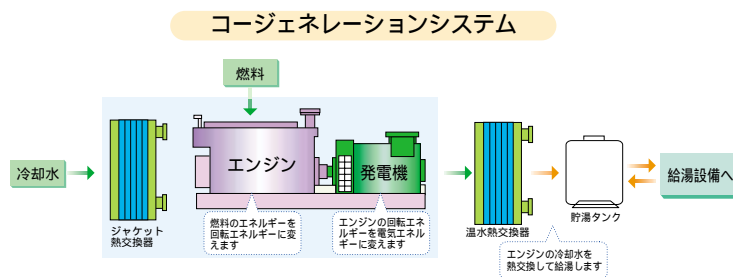 コージェネレーションシステム
燃料
冷却水
エンジン
発電機
給湯設備へ
ジャケット
熱交換器
燃料のエネルギーを
回転エネルギーに変
えます
エンジンの回転エネ
ルギーを電気エネル
ギーに変えます
温水熱交換器
貯湯タンク
エンジンの冷却水を
熱交換して給湯します